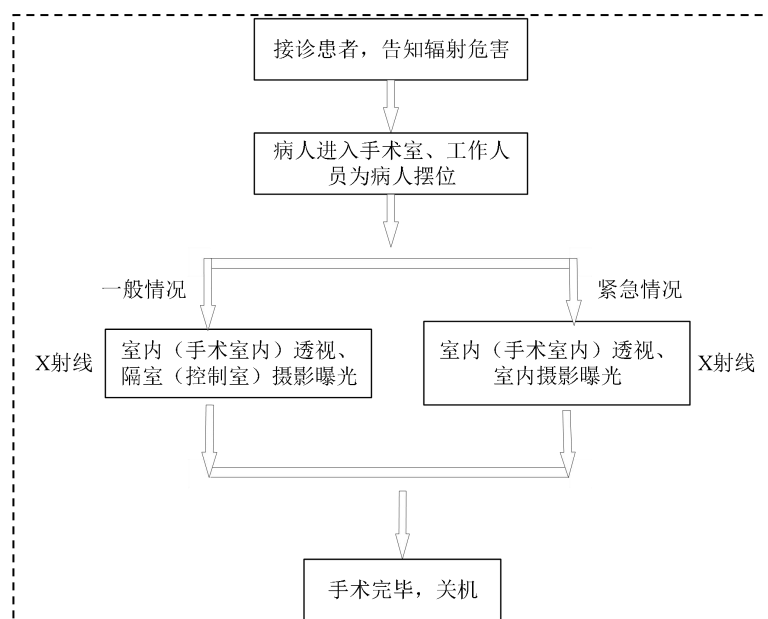 接诊患者，告知辐射危害
病人进入手术室、工作人
员为病人摆位
一般情况
紧急情况
X射线
室内（手术室内）透视、
隔室（控制室）摄影曝光
室内（手术室内）透视、
室内摄影曝光
X射线
手术完毕，关机